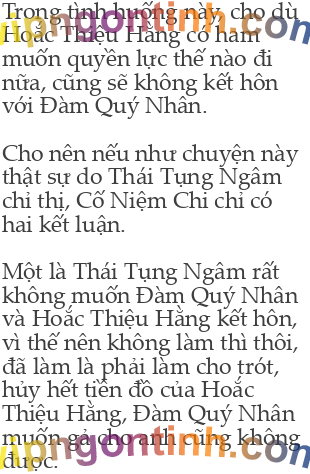 Trong tình huống này, cho dù
Hoắc Thiệu Hằng có ham
muốn quyền lực thế nào đi
nữa, cũng sẽ không kết hôn
với Đàm Quý Nhân.
Cho nên nếu như chuyện này
thật sự do Thái Tụng Ngâm
chỉ thị, Cố Niệm Chi chỉ có
hai kết luận.
Một là Thái Tụng Ngâm rất
không muốn Đàm Quý Nhân
và Hoắc Thiệu Hằng kết hôn,
vì thế nên không làm thì thôi,
đã làm là phải làm cho trót,
hủy hết tiền đồ của Hoắc
Thiệu Hằng, Đàm Quý Nhân
muốn gả cho anh cũng không
được.
vipngontinh.com
vipngontinh.com